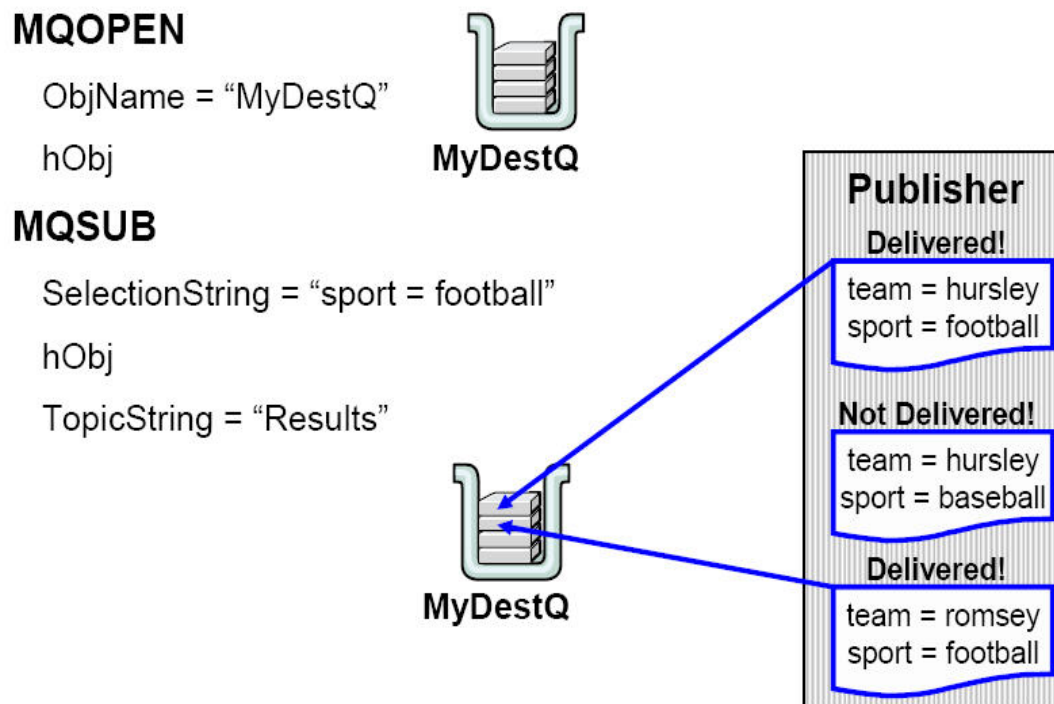 MQOPEN
ObjName = “MyDestQ”
hObj
MyDestQ
MQSUB
SelectionString = “sport = football”
hObj
TopicString = “Results”
MyDestQ
Publisher
Delivered!
team = hursley
sport = football
Not Delivered!
team = hursley
sport = baseball
Delivered!
team = romsey
sport = football